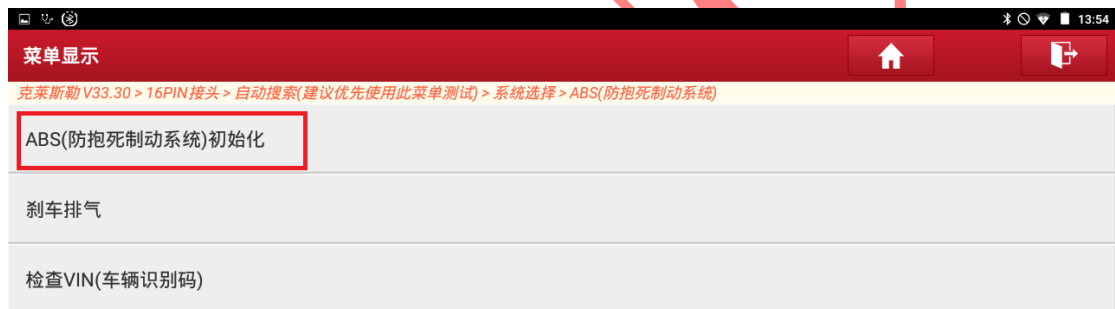 13:54
菜单显示
克莱斯勒 V33.30 > 16PIN接头 > 自动搜索(建议优先使用此菜单测试) > 系统选择 > ABS(防抱死制动系统)
ABS(防抱死制动系统)初始化
刹车排气
检查VIN(车辆识别码)